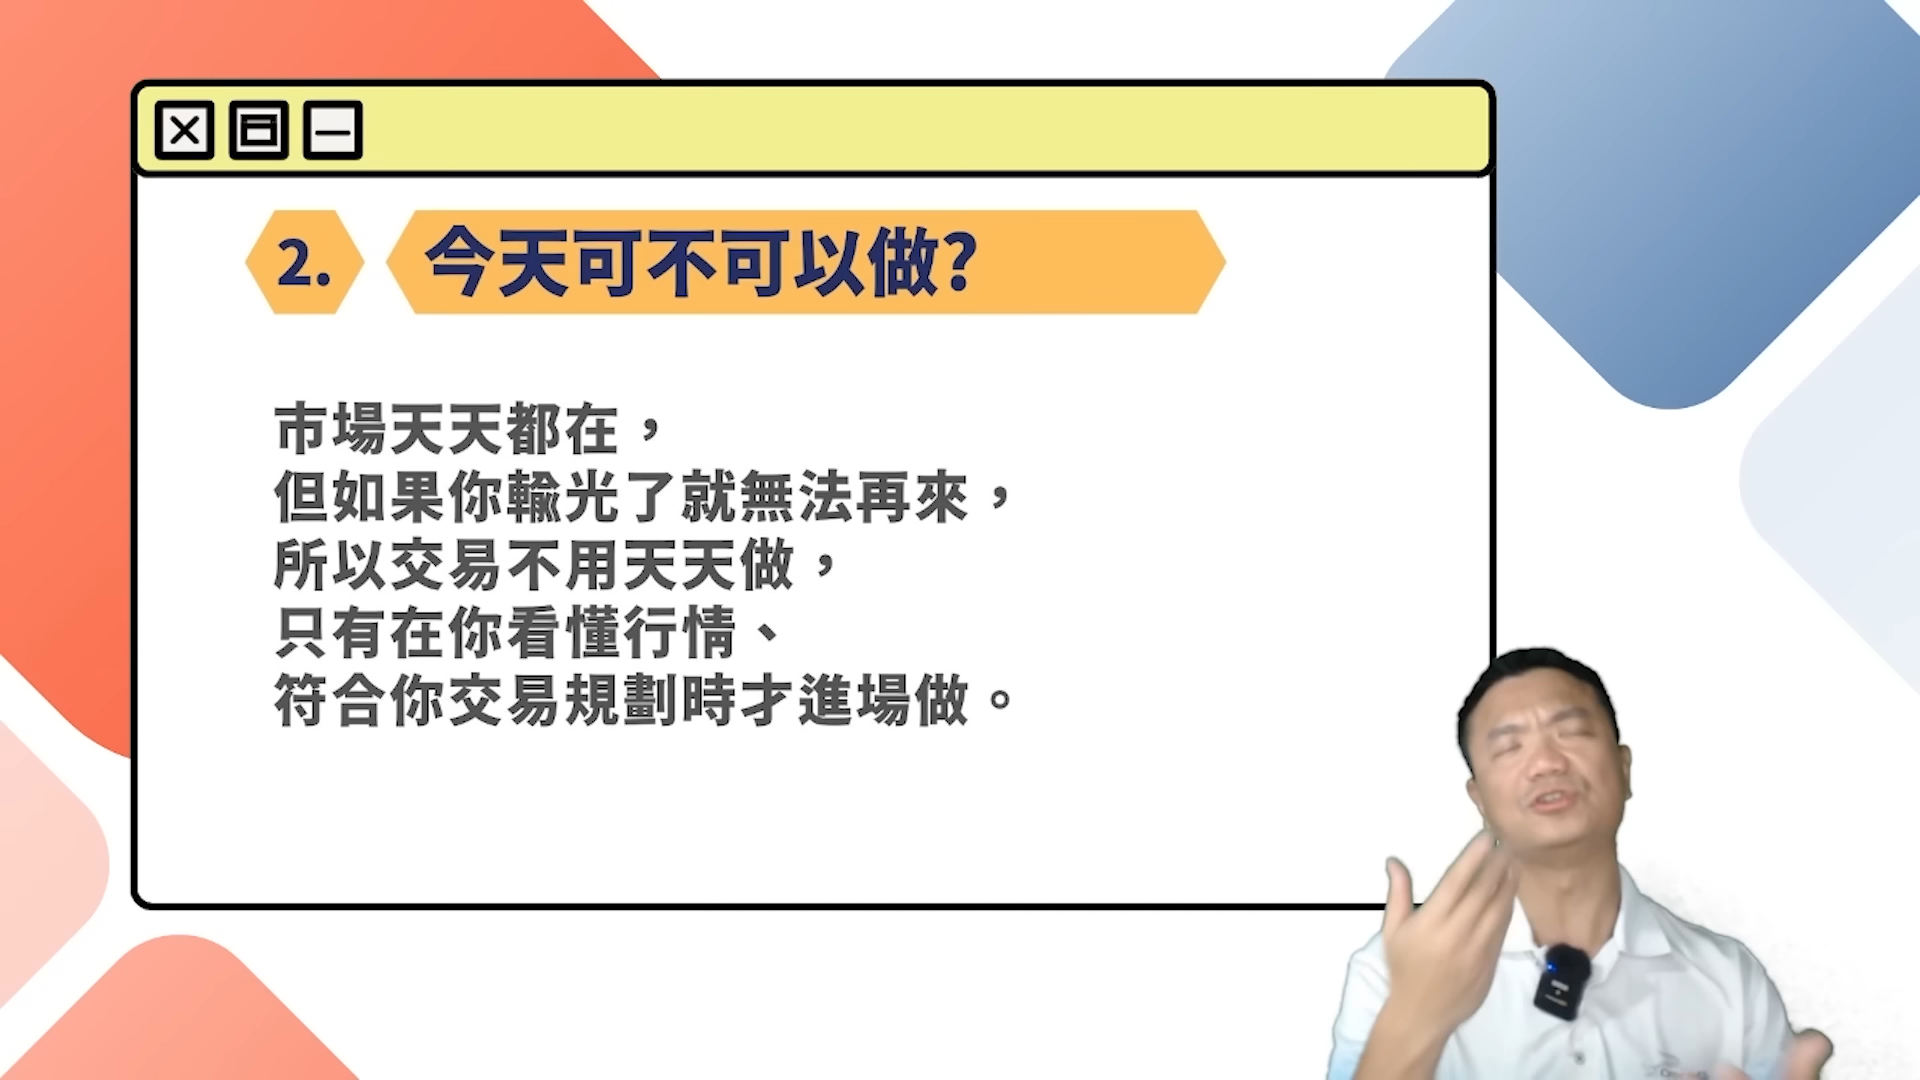 2. 今天可不可以做?
市場天天都在，
但如果你輸光了就無法再來，
所以交易不用天天做，
只有在你看懂行情、
符合你交易規劃時才進場做。